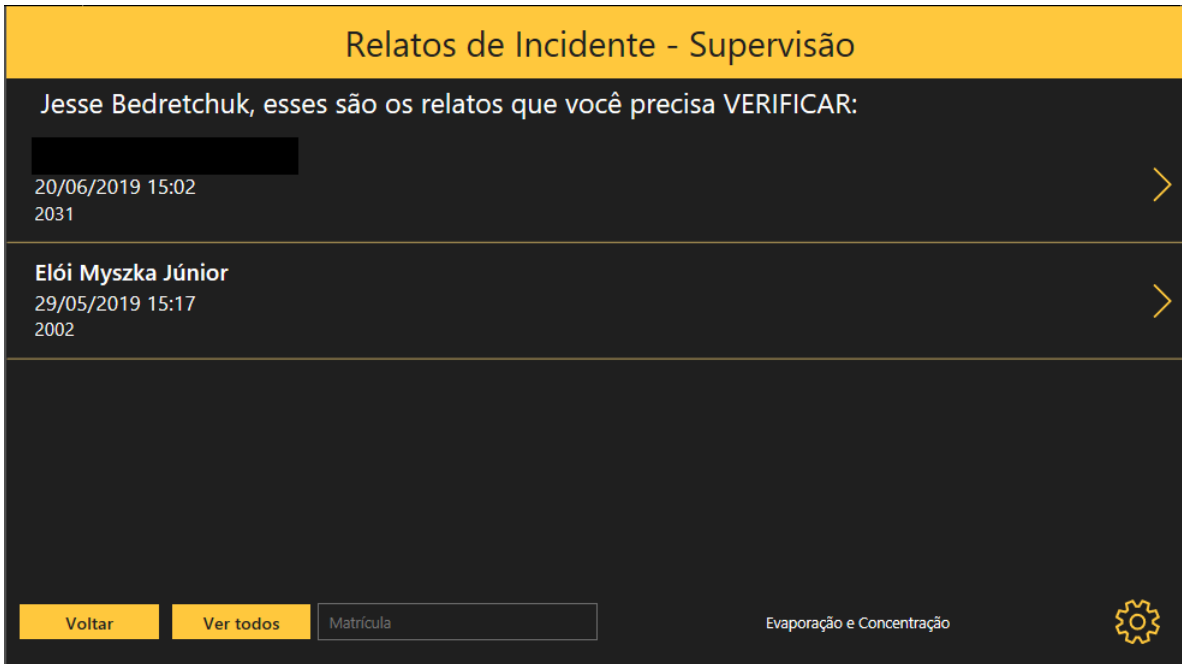 Relatos de Incidente - Supervisão
Jesse Bedretchuk, esses são os relatos que você precisa VERIFICAR:
20/06/2019 15:02
2031
Elói Myszka Júnior
29/05/2019 15:17
2002
Voltar
Ver todos
Matrícula
Evaporação e Concentração